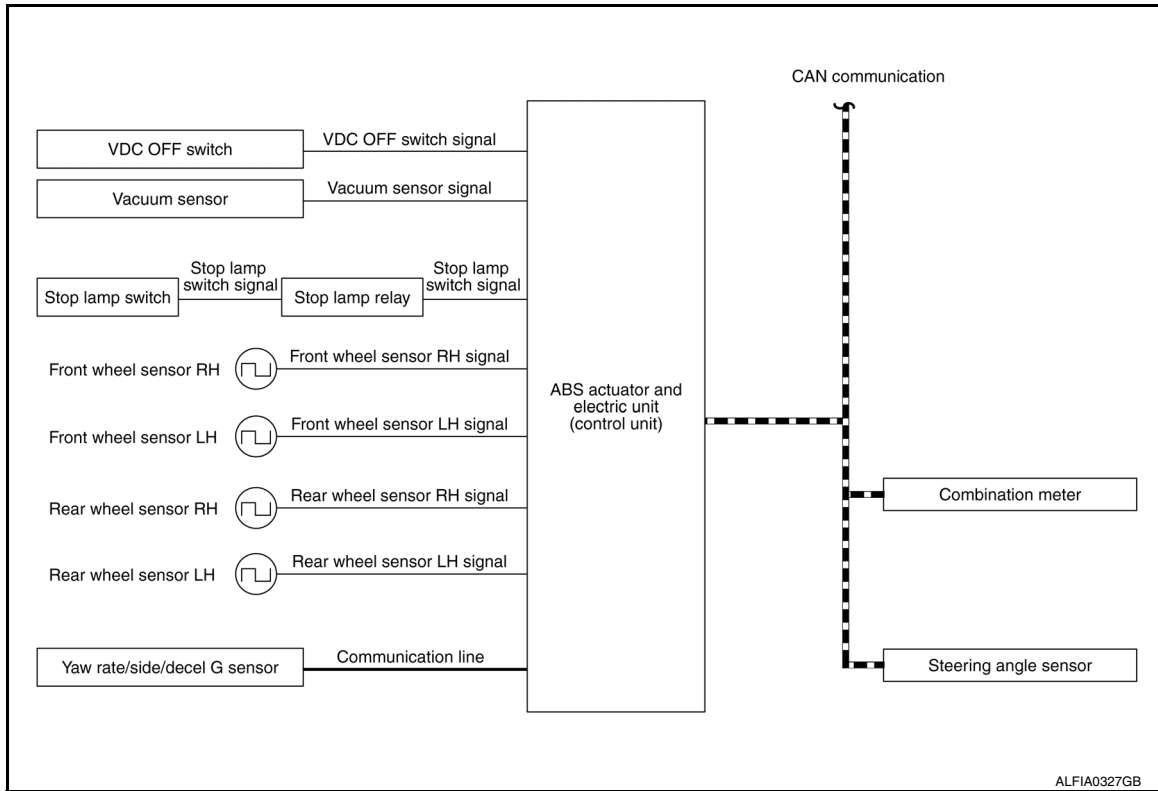 CAN communication
VDC OFF switch
VDC OFF switch signal
Vacuum sensor
Vacuum sensor signal
Stop lamp switch
Stop lamp
switch signal
Stop lamp relay
Stop lamp
switch signal
Front wheel sensor RH
Front wheel sensor RH signal
Front wheel sensor LH
Front wheel sensor LH signal
Rear wheel sensor RH
Rear wheel sensor RH signal
Rear wheel sensor LH
Rear wheel sensor LH signal
Yaw rate/side/decel G sensor
Communication line
ABS actuator and
electric unit
(control unit)
Combination meter
Steering angle sensor
ALFIA0327GB